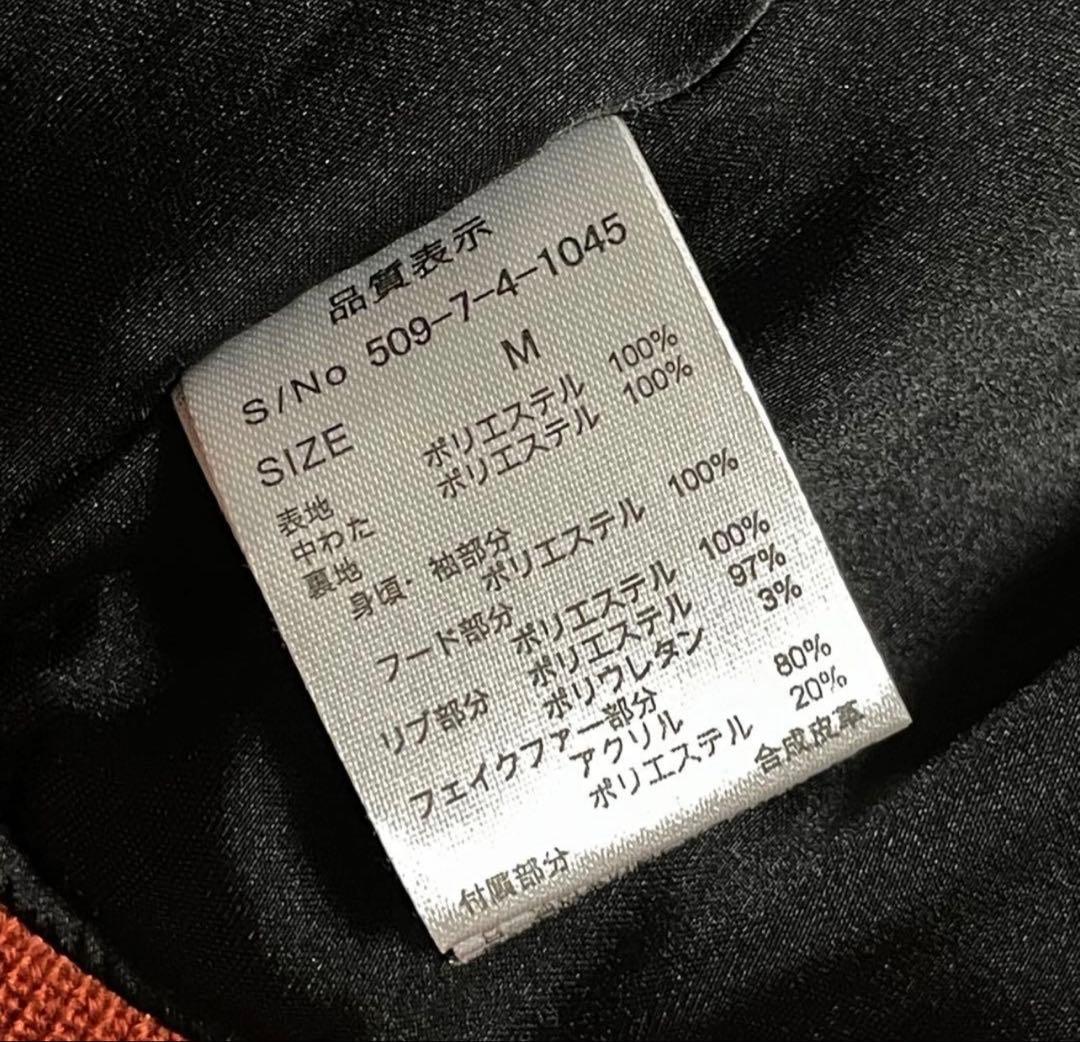 品質表示
S/No 509-7-4-1045
SIZE M
表地 ポリエステル 100%
中わた ポリエステル 100%
裏地
身頃・袖部分
ポリエステル 100%
フード部分
ポリエステル 100%
リブ部分 ポリエステル 97%
ポリウレタン 3%
フェイクファー部分
アクリル 80%
ポリエステル 20%
付属部分 合成皮革